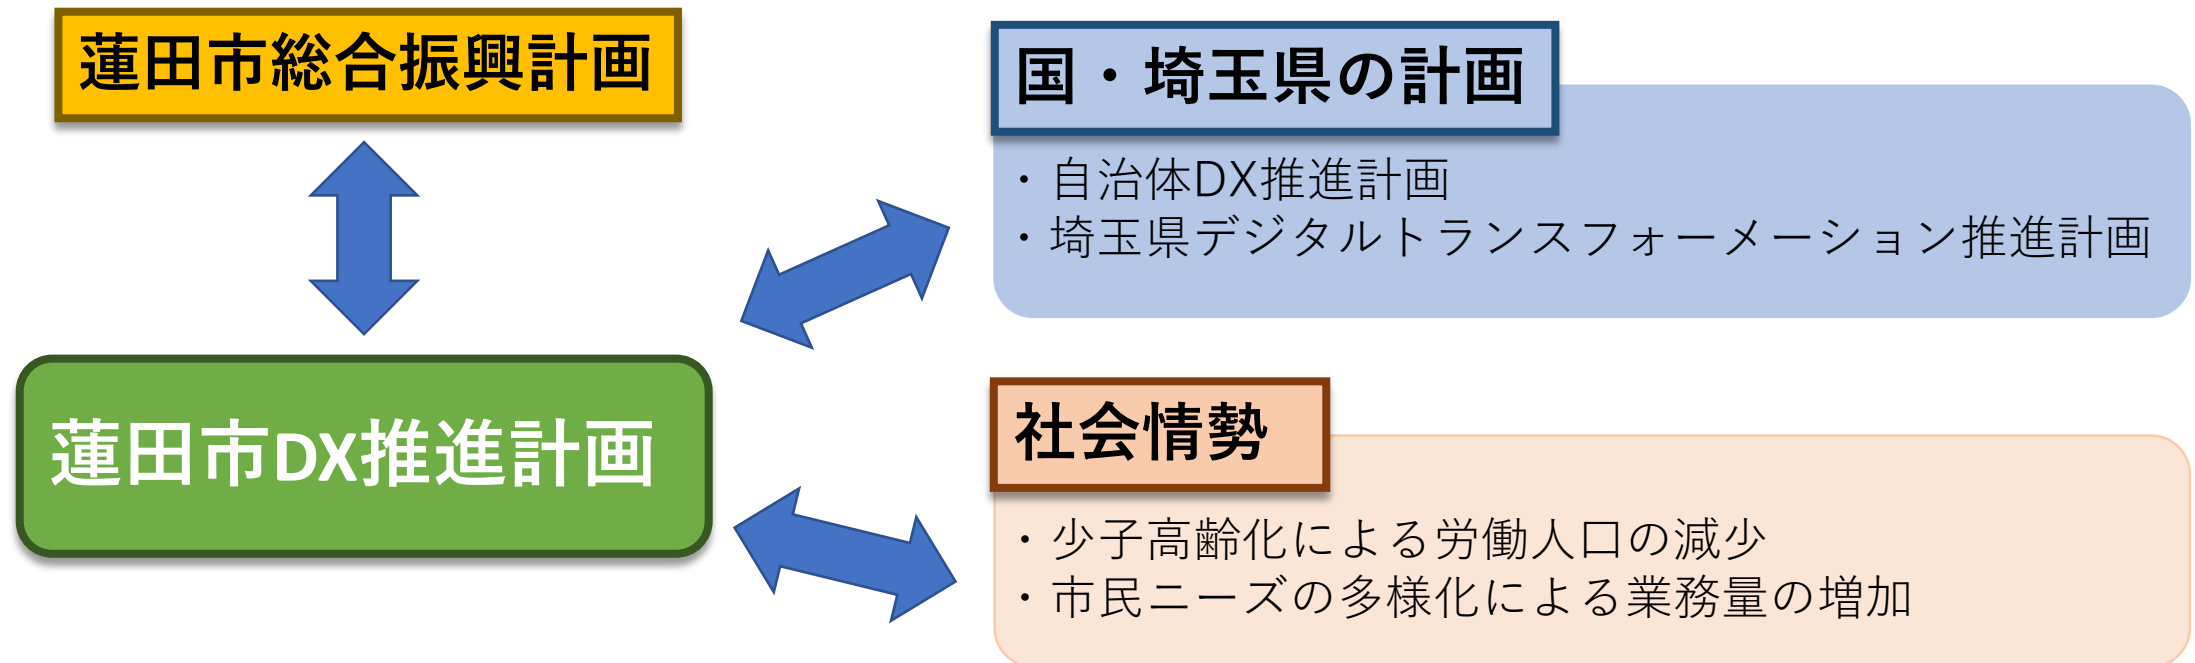 蓮田市総合振興計画
国・埼玉県の計画
・自治体DX推進計画
・埼玉県デジタルトランスフォーメーション推進計画
蓮田市DX推進計画
社会情勢
・少子高齢化による労働人口の減少
・市民ニーズの多様化による業務量の増加